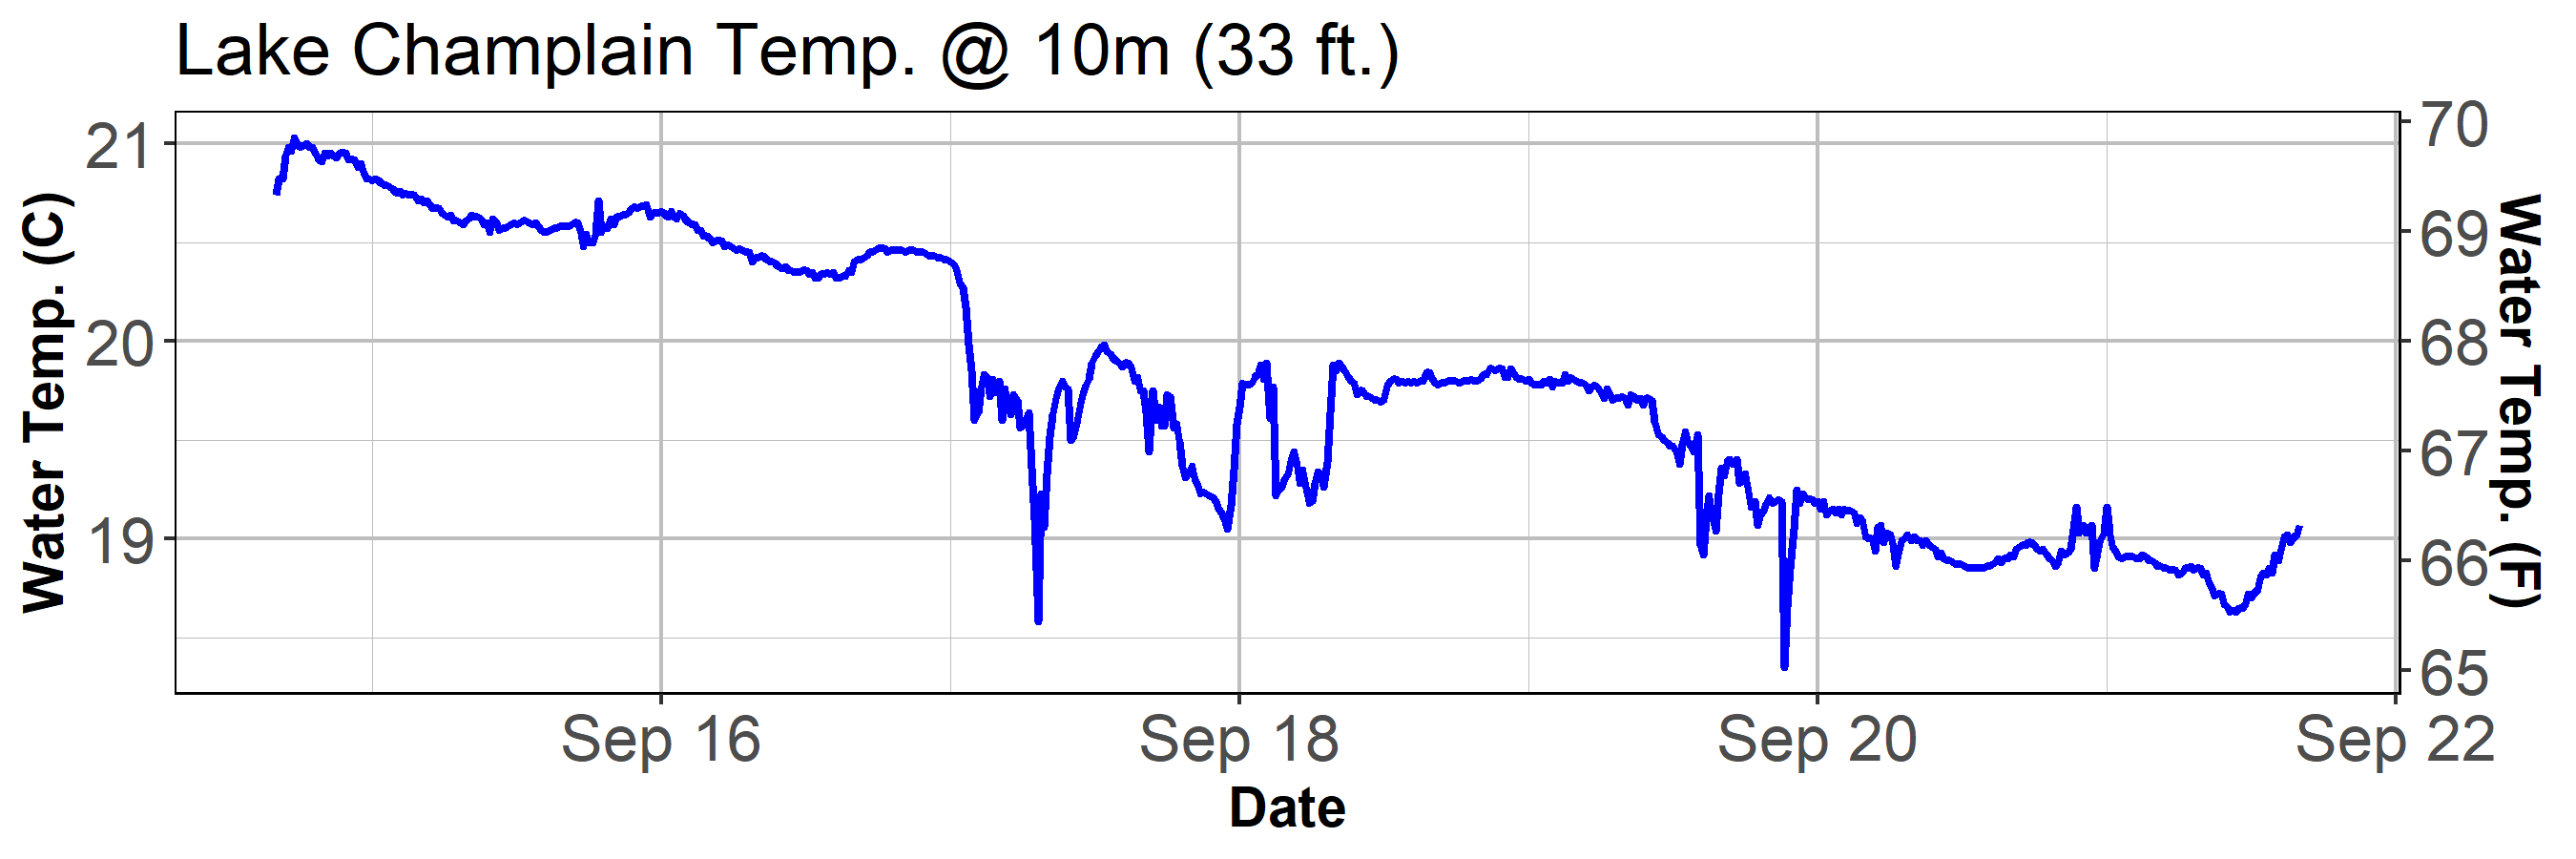 Lake Champlain Temp. @ 10m (33 ft.)
Water Temp. (C)
21
20
19
70
69
68
67
66
65
Water Temp. (F)
Sep 16
Sep 18
Sep 20
Sep 22
Date